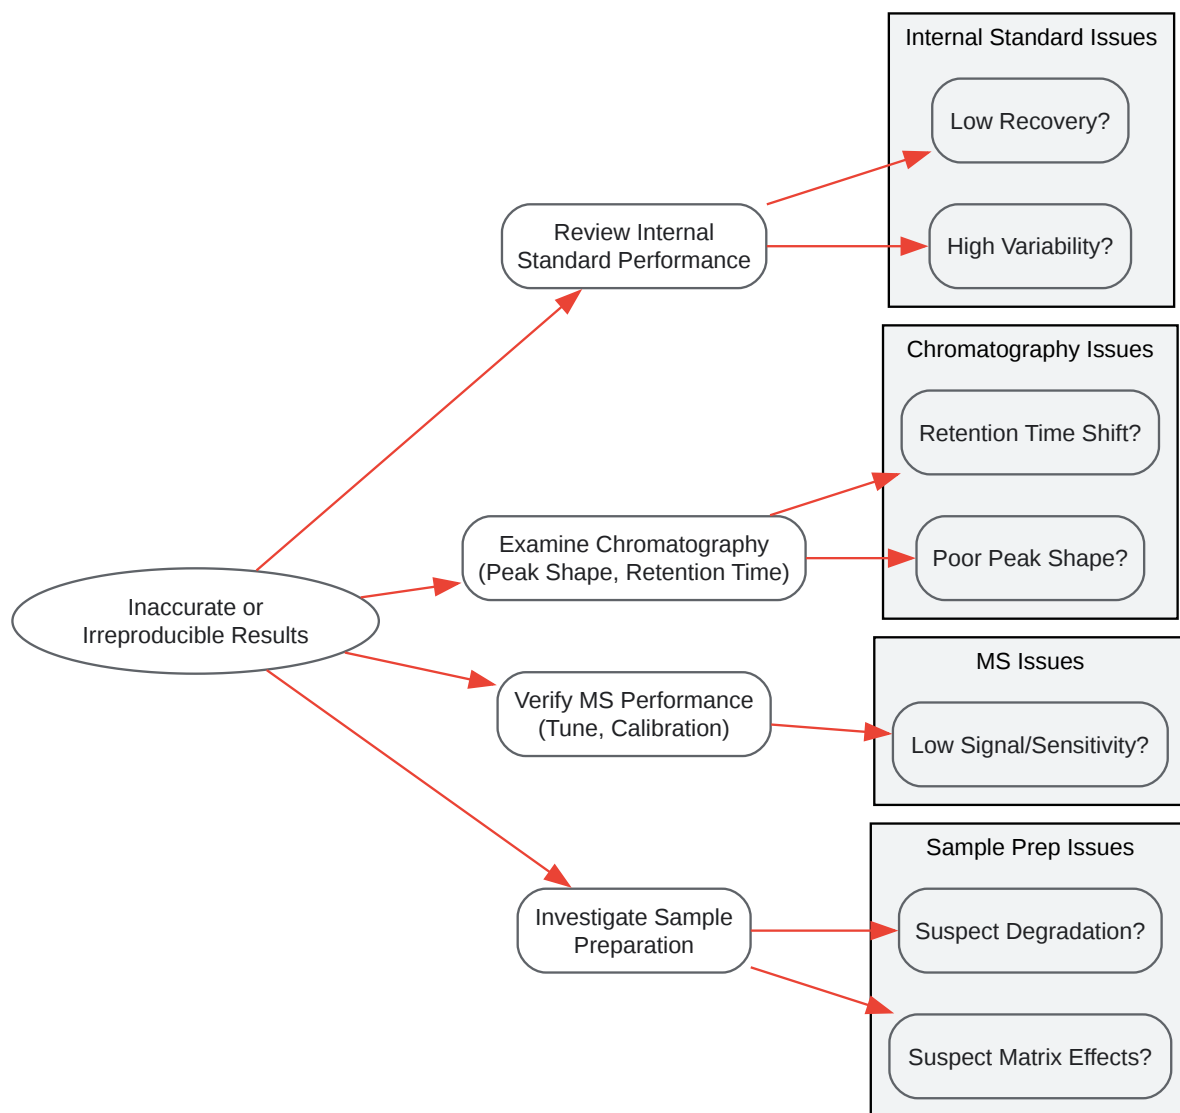 Internal Standard Issues
Low Recovery?
Review Internal
Standard Performance
High Variability?
Chromatography Issues
Retention Time Shift?
Examine Chromatography
(Peak Shape, Retention Time)
Poor Peak Shape?
Inaccurate or
Irreproducible Results
MS Issues
Verify MS Performance
(Tune, Calibration)
Low Signal/Sensitivity?
Sample Prep Issues
Investigate Sample
Preparation
Suspect Degradation?
Suspect Matrix Effects?